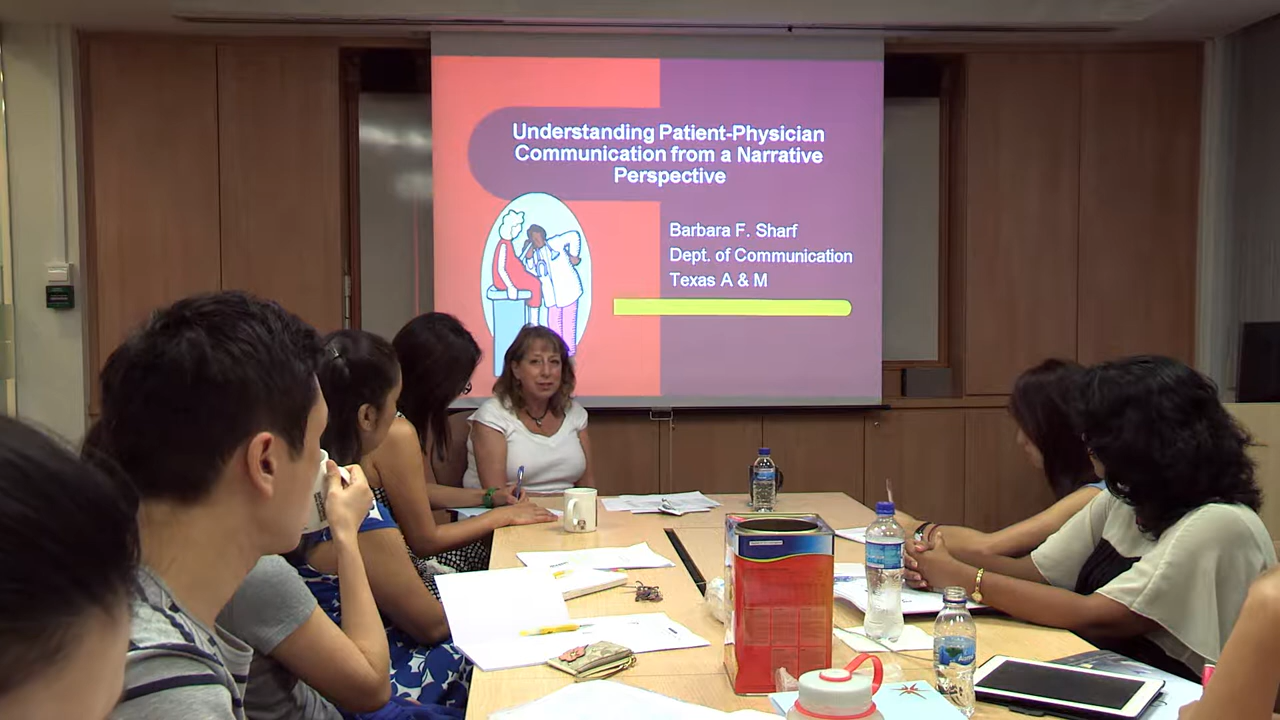 Understanding Patient-Physician
Communication from a Narrative
Perspective
Barbara F. Sharf
Dept. of Communication
Texas A & M